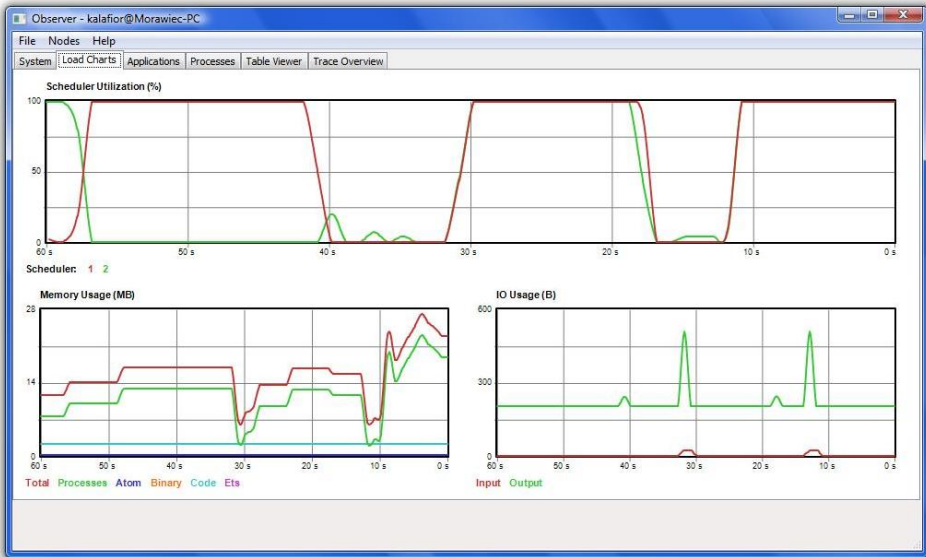 Observer - kalafior@Morawiec-PC
File Nodes Help
System Load Charts Applications Processes Table Viewer Trace Overview
Scheduler Utilization (%)
100
50
0
60 s 50 s 40 s 30 s 20 s 10 s 0 s
Scheduler: 1 2
Memory Usage (MB)
28
14
0
60 s 50 s 40 s 30 s 20 s 10 s 0 s
Total Processes Atom Binary Code Ets
IO Usage (B)
600
300
0
60 s 50 s 40 s 30 s 20 s 10 s 0 s
Input Output